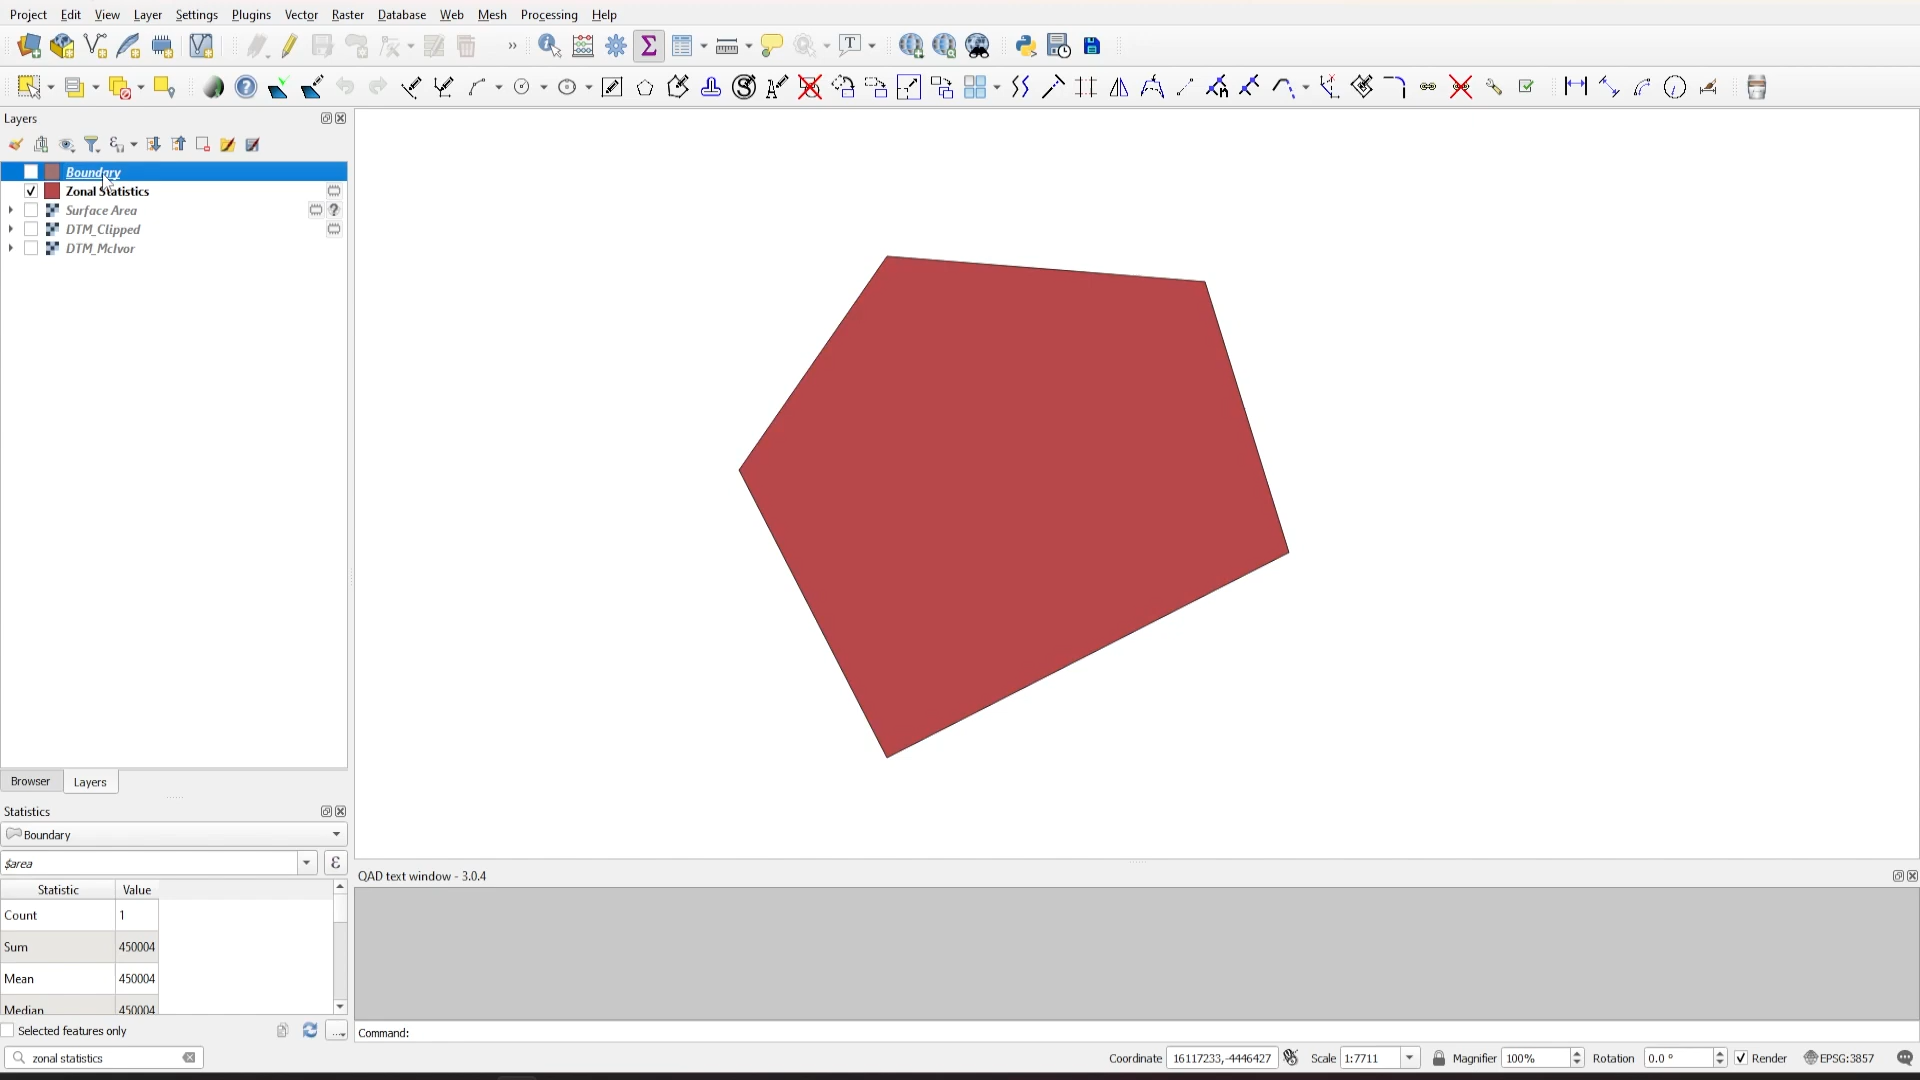 Project Edit View Layer Settings Plugins Vector Raster Database Web Mesh Processing Help
Layers
Boundary
Zonal Statistics
Surface Area
DTM_Clipped
DTM_McIvor
Browser Layers
Statistics
Boundary
$area
Statistic Value
Count 1
Sum 450004
Mean 450004
Median 450004
Selected features only
zonal statistics
QAD text window - 3.0.4
Command:
Coordinate 16117233,-4446427 Scale 1:7711 Magnifier 100% Rotation 0.0 ° Render EPSG:3857